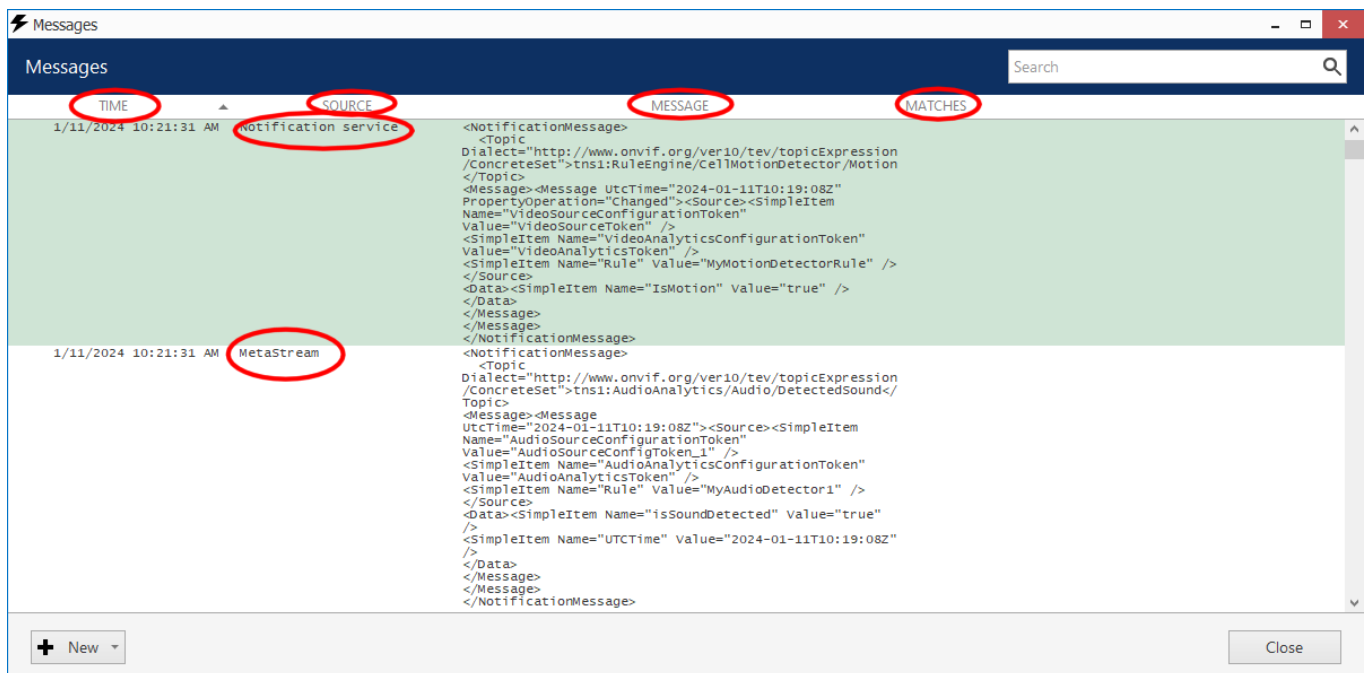 Messages
Messages
Search
TIME
SOURCE
MESSAGE
MATCHES
1/11/2024 10:21:31 AM
Notification service
<NotificationMessage>
<Topic
Dialect="http://www.onvif.org/ver10/tev/topicExpression
/ConcreteSet">tns1:RuleEngine/CellMotionDetector/Motion
</Topic>
<Message><Message UtcTime="2024-01-11T10:19:08Z"
PropertyOperation="Changed"><Source><SimpleItem
Name="VideoSourceConfigurationToken"
Value="VideoSourceToken" />
<SimpleItem Name="VideoAnalyticsConfigurationToken"
Value="VideoAnalyticsToken" />
<SimpleItem Name="Rule" Value="MyMotionDetectorRule" />
</Source>
<Data><SimpleItem Name="IsMotion" Value="true" />
</Data>
</Message>
</Message>
</NotificationMessage>
1/11/2024 10:21:31 AM
MetaStream
<NotificationMessage>
<Topic
Dialect="http://www.onvif.org/ver10/tev/topicExpression
/ConcreteSet">tns1:AudioAnalytics/Audio/DetectedSound</
Topic>
<Message><Message
UtcTime="2024-01-11T10:19:08Z"><Source><SimpleItem
Name="AudioSourceConfigurationToken"
Value="AudioSourceConfigToken_1" />
<SimpleItem Name="AudioAnalyticsConfigurationToken"
Value="AudioAnalyticsToken" />
<SimpleItem Name="Rule" Value="MyAudioDetector1" />
</Source>
<Data><SimpleItem Name="isSoundDetected" Value="true"
/>
<SimpleItem Name="UTCTime" Value="2024-01-11T10:19:08Z"
/>
</Data>
</Message>
</Message>
</NotificationMessage>
New
Close